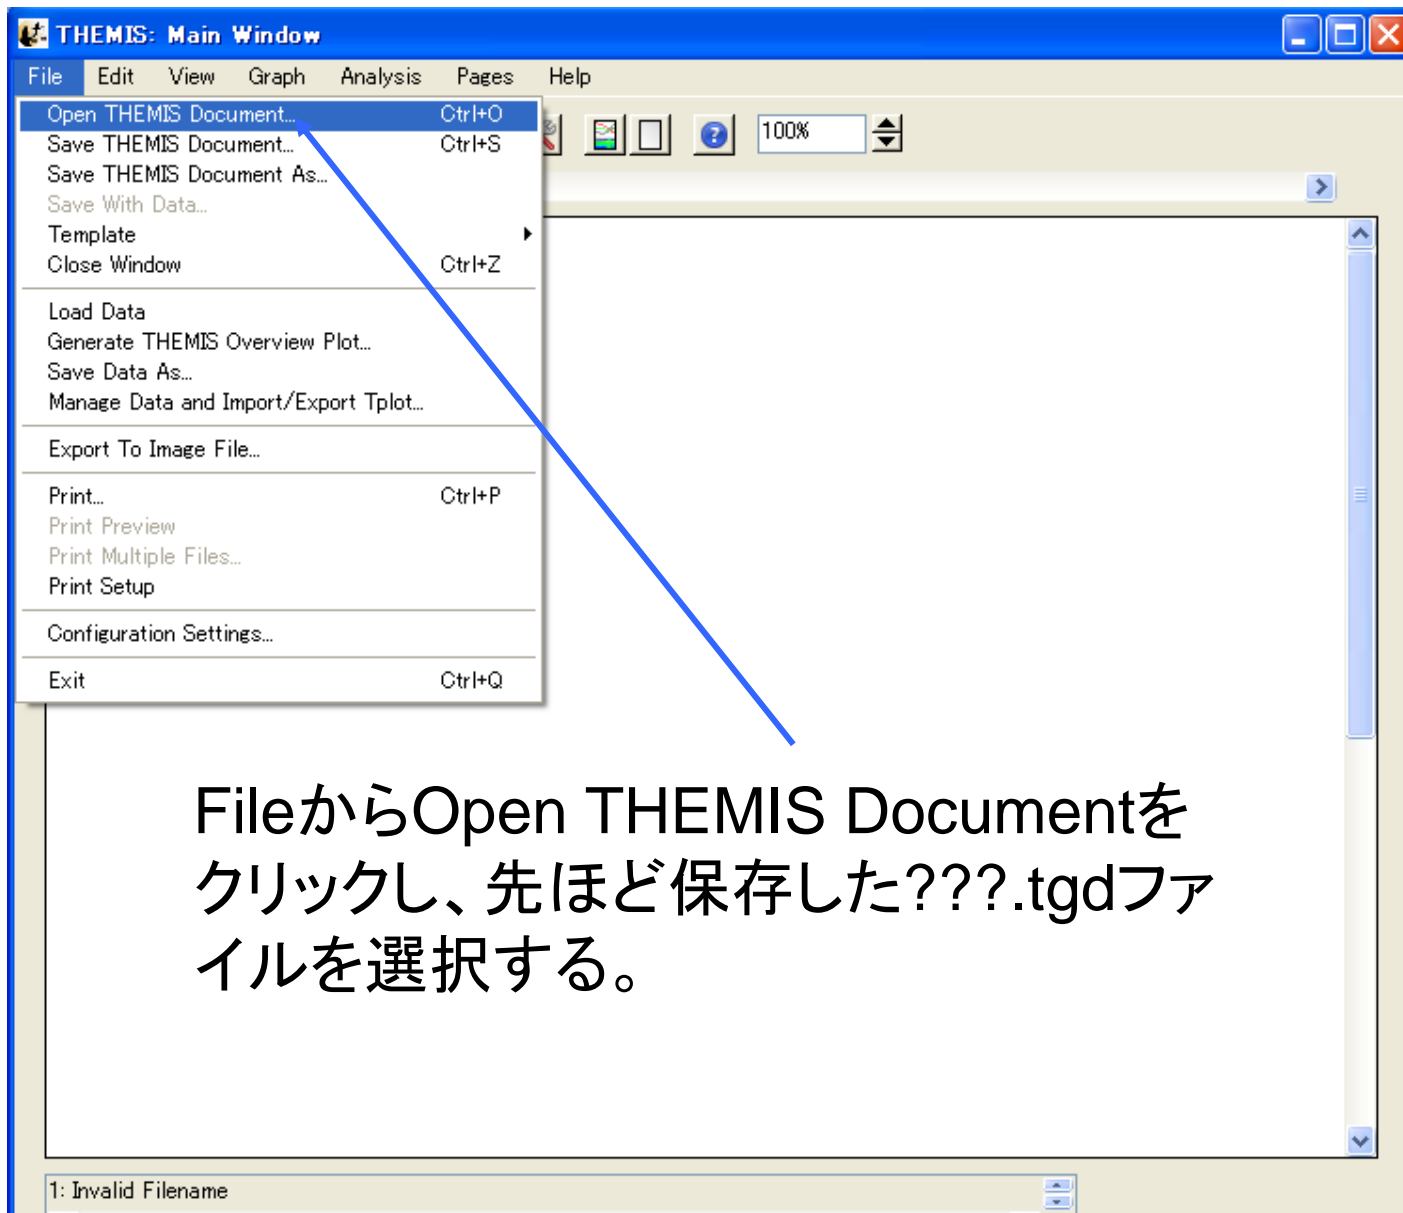 THEMIS: Main Window
File Edit View Graph Analysis Pages Help
Open THEMIS Document... Ctrl+O
100%
Save THEMIS Document... Ctrl+S
Save THEMIS Document As...
Save With Data...
Template
Close Window Ctrl+Z
Load Data
Generate THEMIS Overview Plot...
Save Data As...
Manage Data and Import/Export Tplot...
Export To Image File...
Print... Ctrl+P
Print Preview
Print Multiple Files...
Print Setup
Configuration Settings...
Exit Ctrl+Q
FileからOpen THEMIS Documentを
クリックし、先ほど保存した???.tgdファ
イルを選択する。
1: Invalid Filename